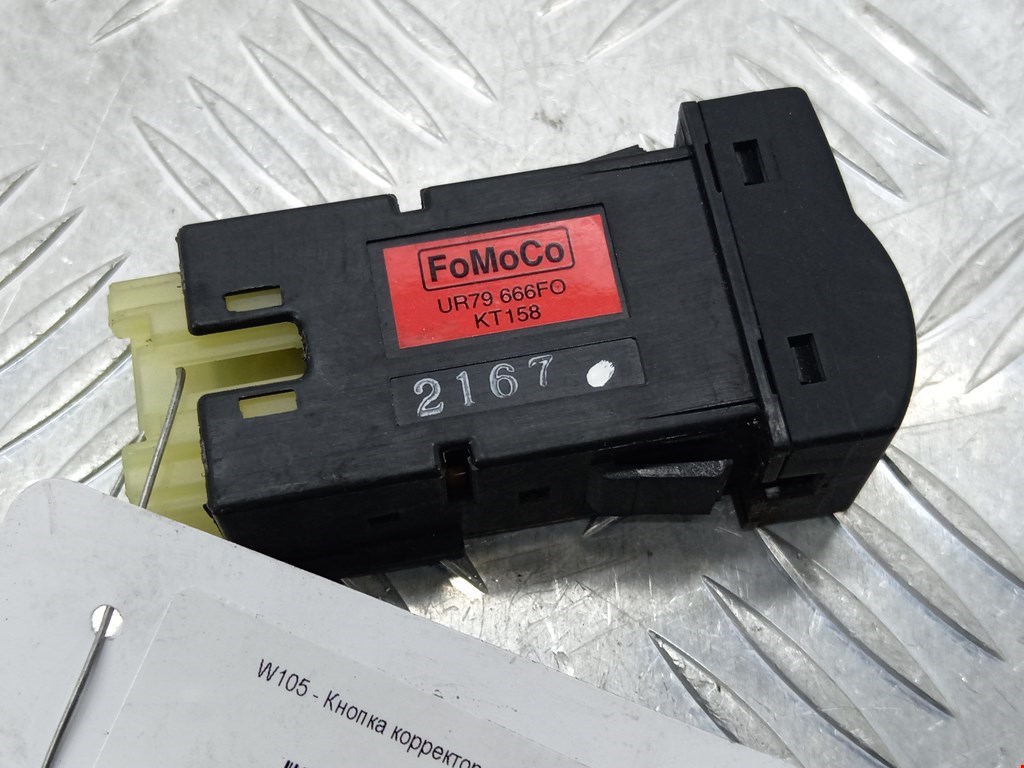 FoMoCo
UR79 666FO
KT158
2167
W105 - Кнопка корректор